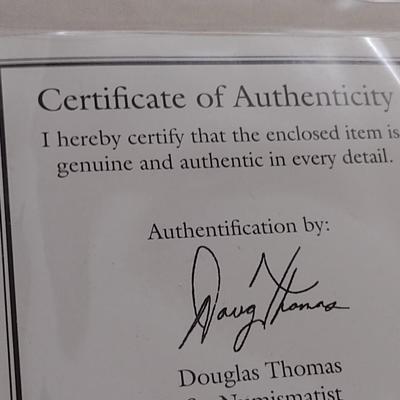 Certificate of Authenticity
I hereby certify that the enclosed item is
genuine and authentic in every detail.
Authentification by:
Doug Thomas
Douglas Thomas
Numismatist